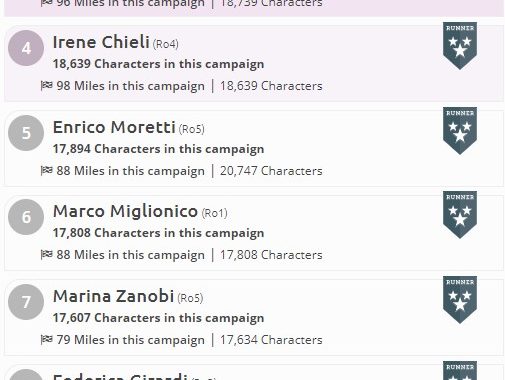 96 Miles in this campaign | 18,739 Characters
4
Irene Chieli (Ro4)
RUNNER
18,639 Characters in this campaign
98 Miles in this campaign | 18,639 Characters
5
Enrico Moretti (Ro5)
RUNNER
17,894 Characters in this campaign
88 Miles in this campaign | 20,747 Characters
6
Marco Miglionico (Ro1)
RUNNER
17,808 Characters in this campaign
88 Miles in this campaign | 17,808 Characters
7
Marina Zanobi (Ro5)
RUNNER
17,607 Characters in this campaign
79 Miles in this campaign | 17,634 Characters
Federica Girardi
RUNNER